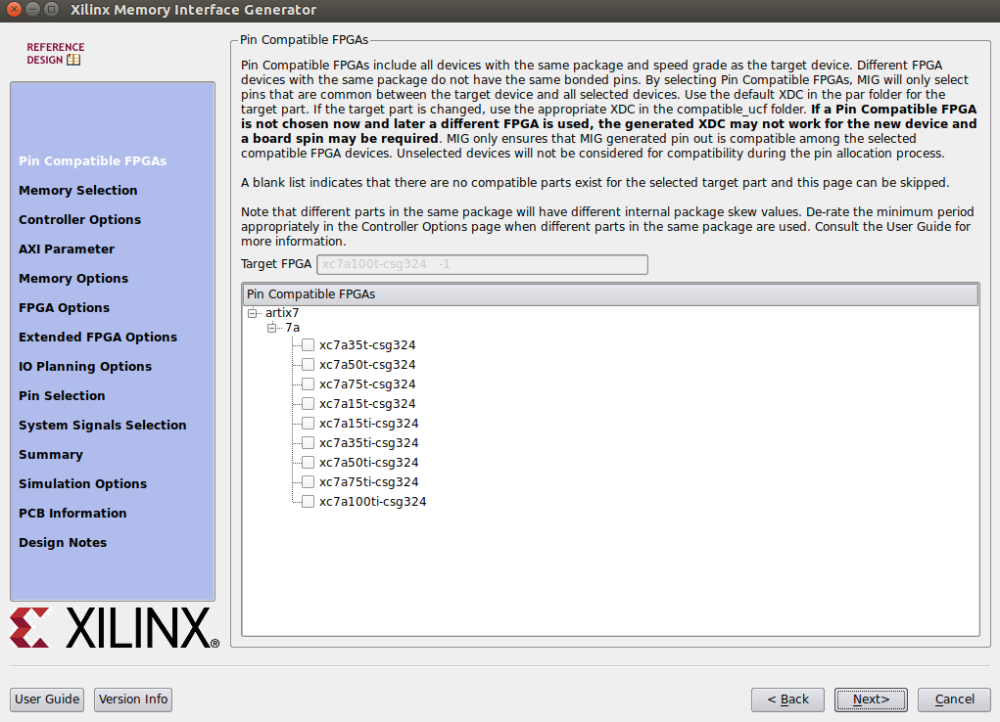 Xilinx Memory Interface Generator
REFERENCE
DESIGN
Pin Compatible FPGAs
Memory Selection
Controller Options
AXI Parameter
Memory Options
FPGA Options
Extended FPGA Options
IO Planning Options
Pin Selection
System Signals Selection
Summary
Simulation Options
PCB Information
Design Notes
XILINX®
Pin Compatible FPGAs
Pin Compatible FPGAs include all devices with the same package and speed grade as the target device. Different FPGA
devices with the same package do not have the same bonded pins. By selecting Pin Compatible FPGAs, MIG will only select
pins that are common between the target device and all selected devices. Use the default XDC in the par folder for the
target part. If the target part is changed, use the appropriate XDC in the compatible_ucf folder. If a Pin Compatible FPGA
is not chosen now and later a different FPGA is used, the generated XDC may not work for the new device and
a board spin may be required. MIG only ensures that MIG generated pin out is compatible among the selected
compatible FPGA devices. Unselected devices will not be considered for compatibility during the pin allocation process.
A blank list indicates that there are no compatible parts exist for the selected target part and this page can be skipped.
Note that different parts in the same package will have different internal package skew values. De-rate the minimum period
appropriately in the Controller Options page when different parts in the same package are used. Consult the User Guide for
more information.
Target FPGA xc7a100t-csg324 -1
Pin Compatible FPGAs
artix7
7a
xc7a35t-csg324
xc7a50t-csg324
xc7a75t-csg324
xc7a15t-csg324
xc7a15ti-csg324
xc7a35ti-csg324
xc7a50ti-csg324
xc7a75ti-csg324
xc7a100ti-csg324
User Guide
Version Info
< Back
Next>
Cancel